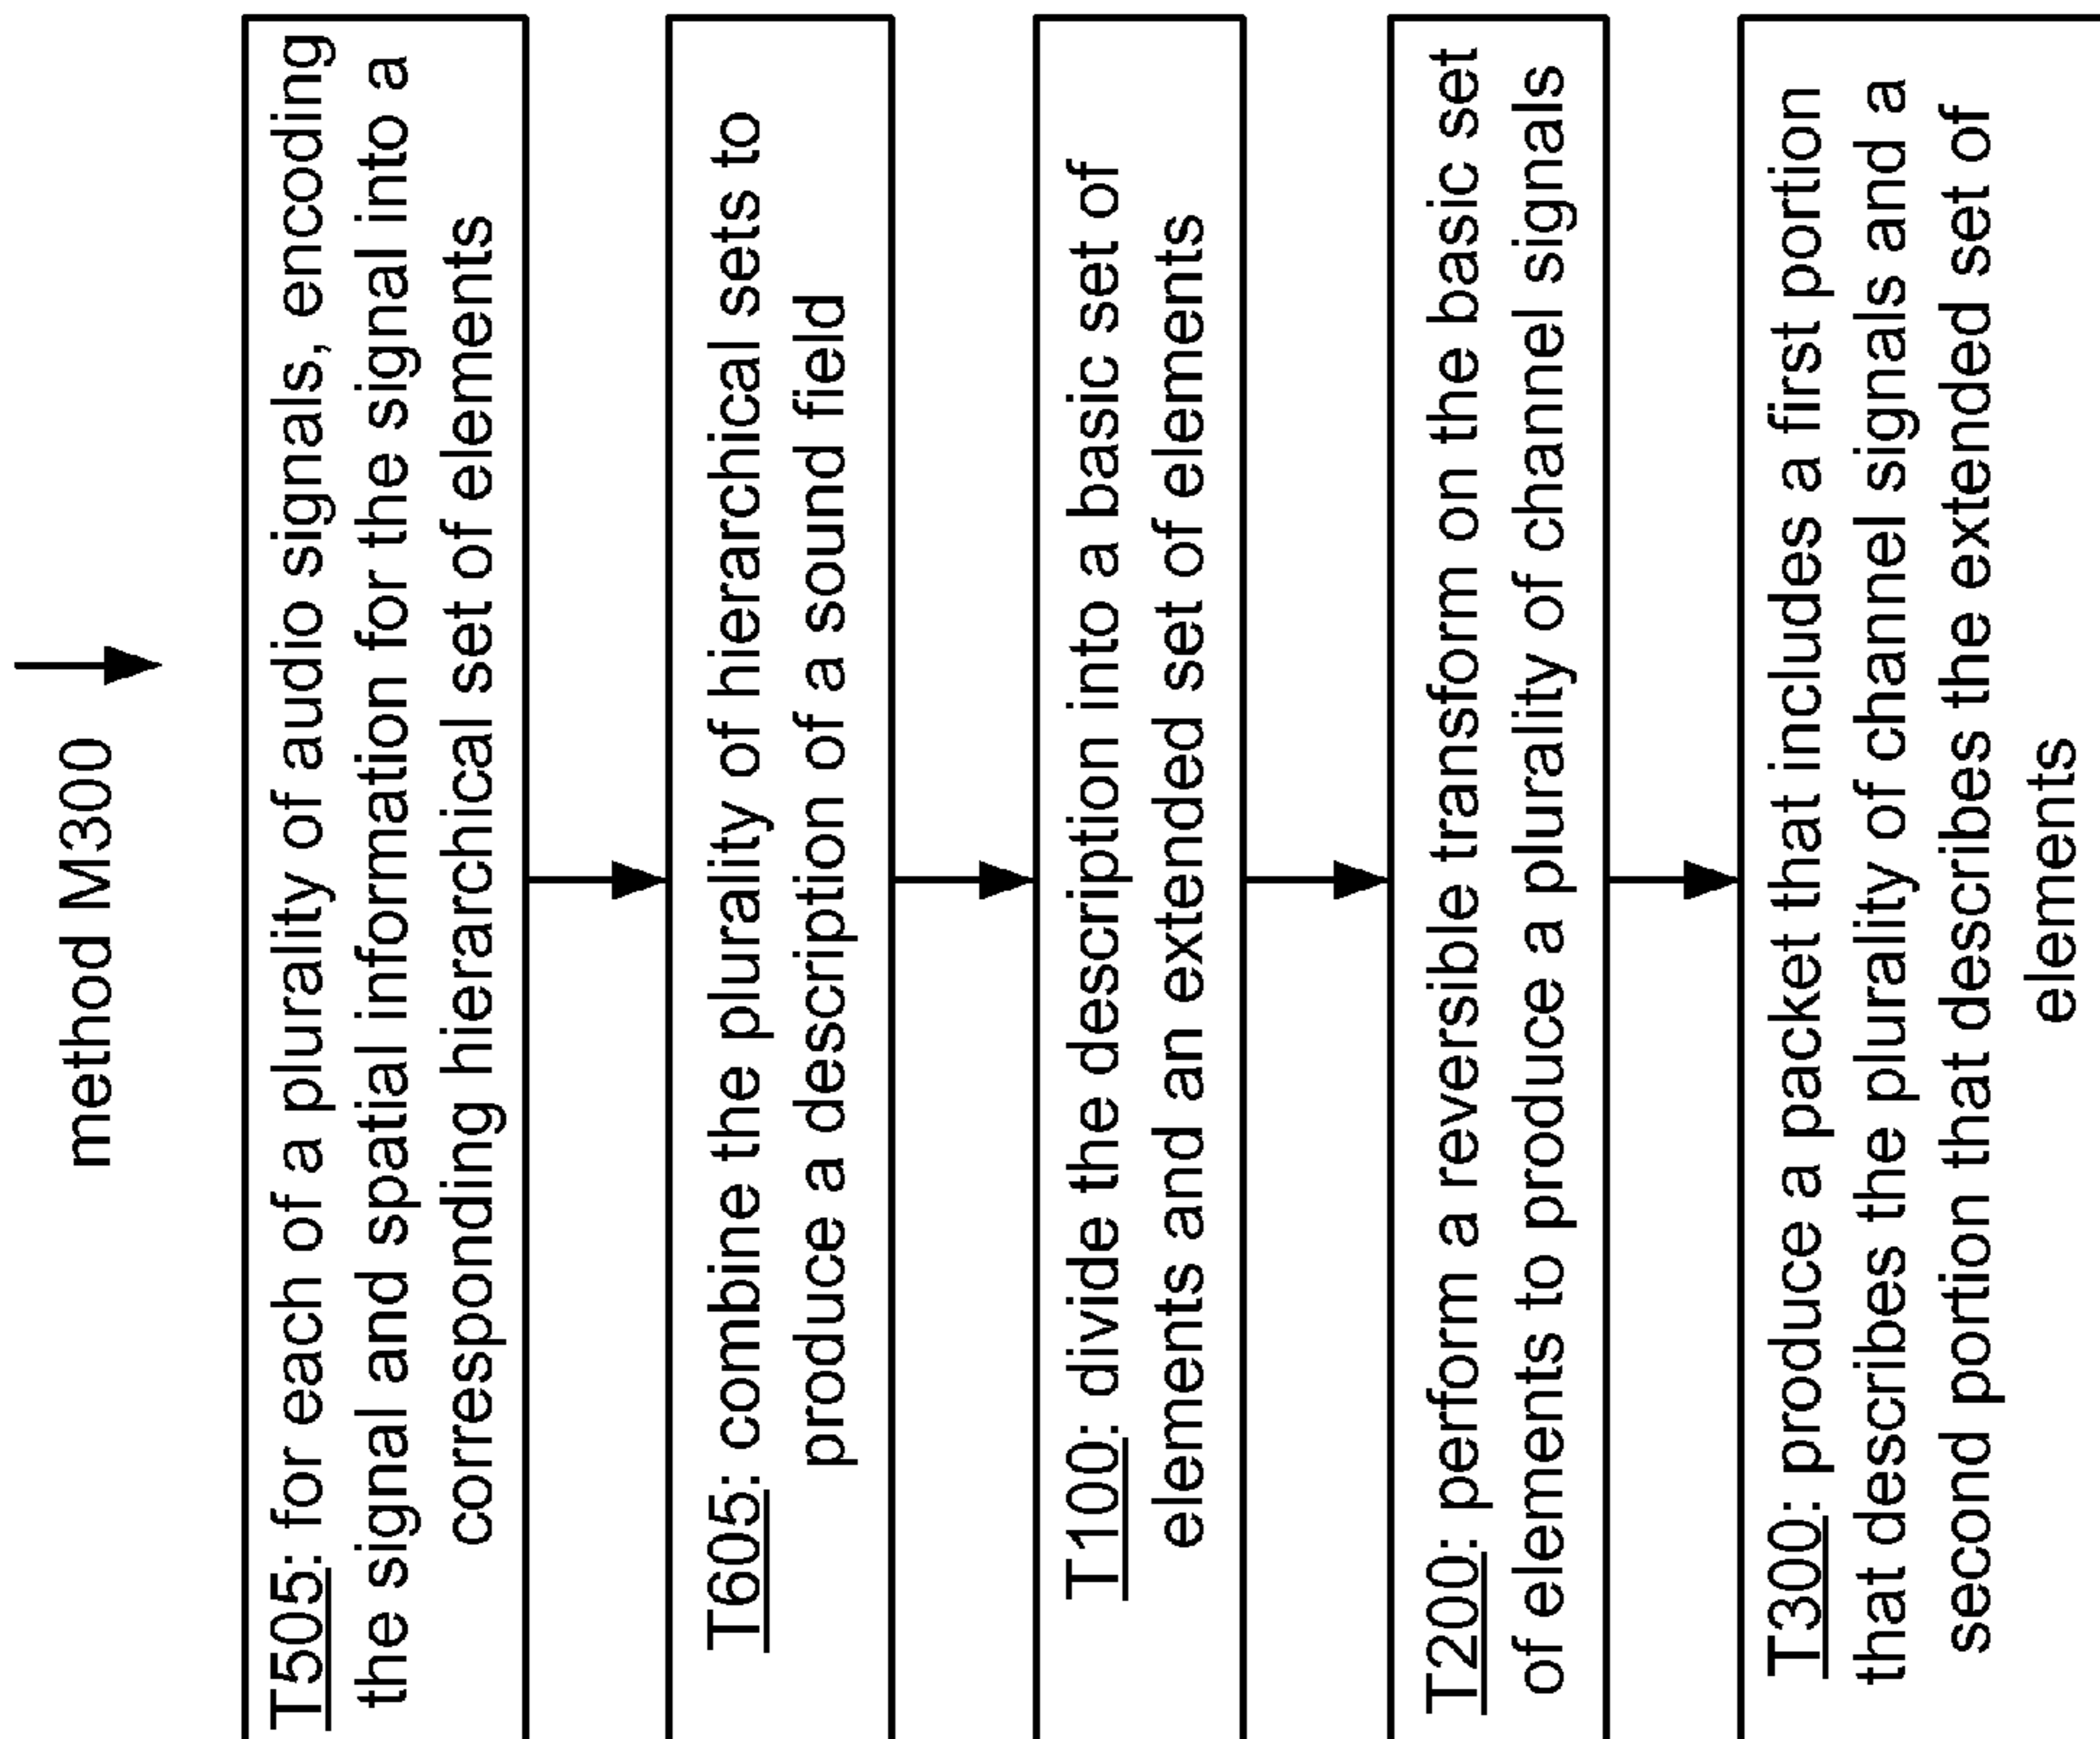 method M300
T505: for each of a plurality of audio signals, encoding
the signal and spatial information for the signal into a
corresponding hierarchical set of elements
T605: combine the plurality of hierarchical sets to
produce a description of a sound field
T100: divide the description into a basic set of
elements and an extended set of elements
T200: perform a reversible transform on the basic set
of elements to produce a plurality of channel signals
T300: produce a packet that includes a first portion
that describes the plurality of channel signals and a
second portion that describes the extended set of
elements